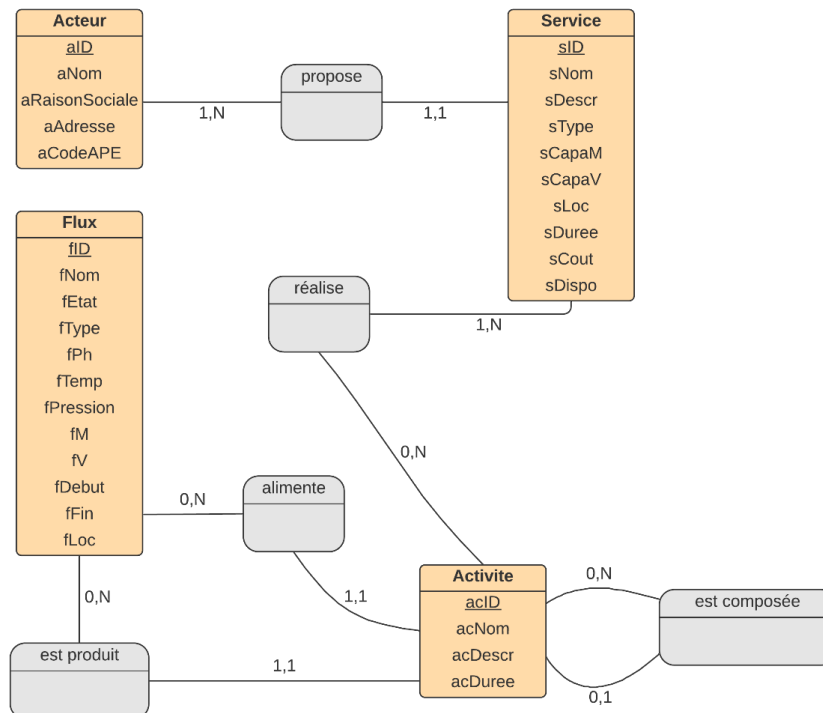 Acteur
aID
aNom
aRaisonSociale
aAdresse
aCodeAPE
1,N
propose
1,1
Service
sID
sNom
sDescr
sType
sCapaM
sCapaV
sLoc
sDuree
sCout
sDispo
Flux
fID
fNom
fEtat
fType
fPh
fTemp
fPression
fM
fV
fDebut
fFin
fLoc
réalise
1,N
0,N
0,N
alimente
1,1
0,N
est produit
1,1
Activite
acID
acNom
acDescr
acDuree
0,N
est composée
0,1